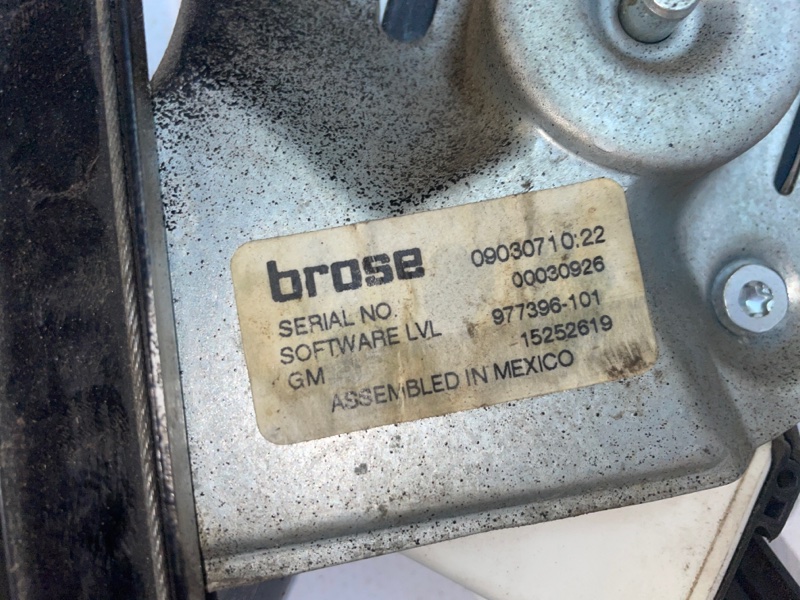 brose 09030710:22
SERIAL NO. 00030926
SOFTWARE LVL 977396-101
GM 15252619
ASSEMBLED IN MEXICO